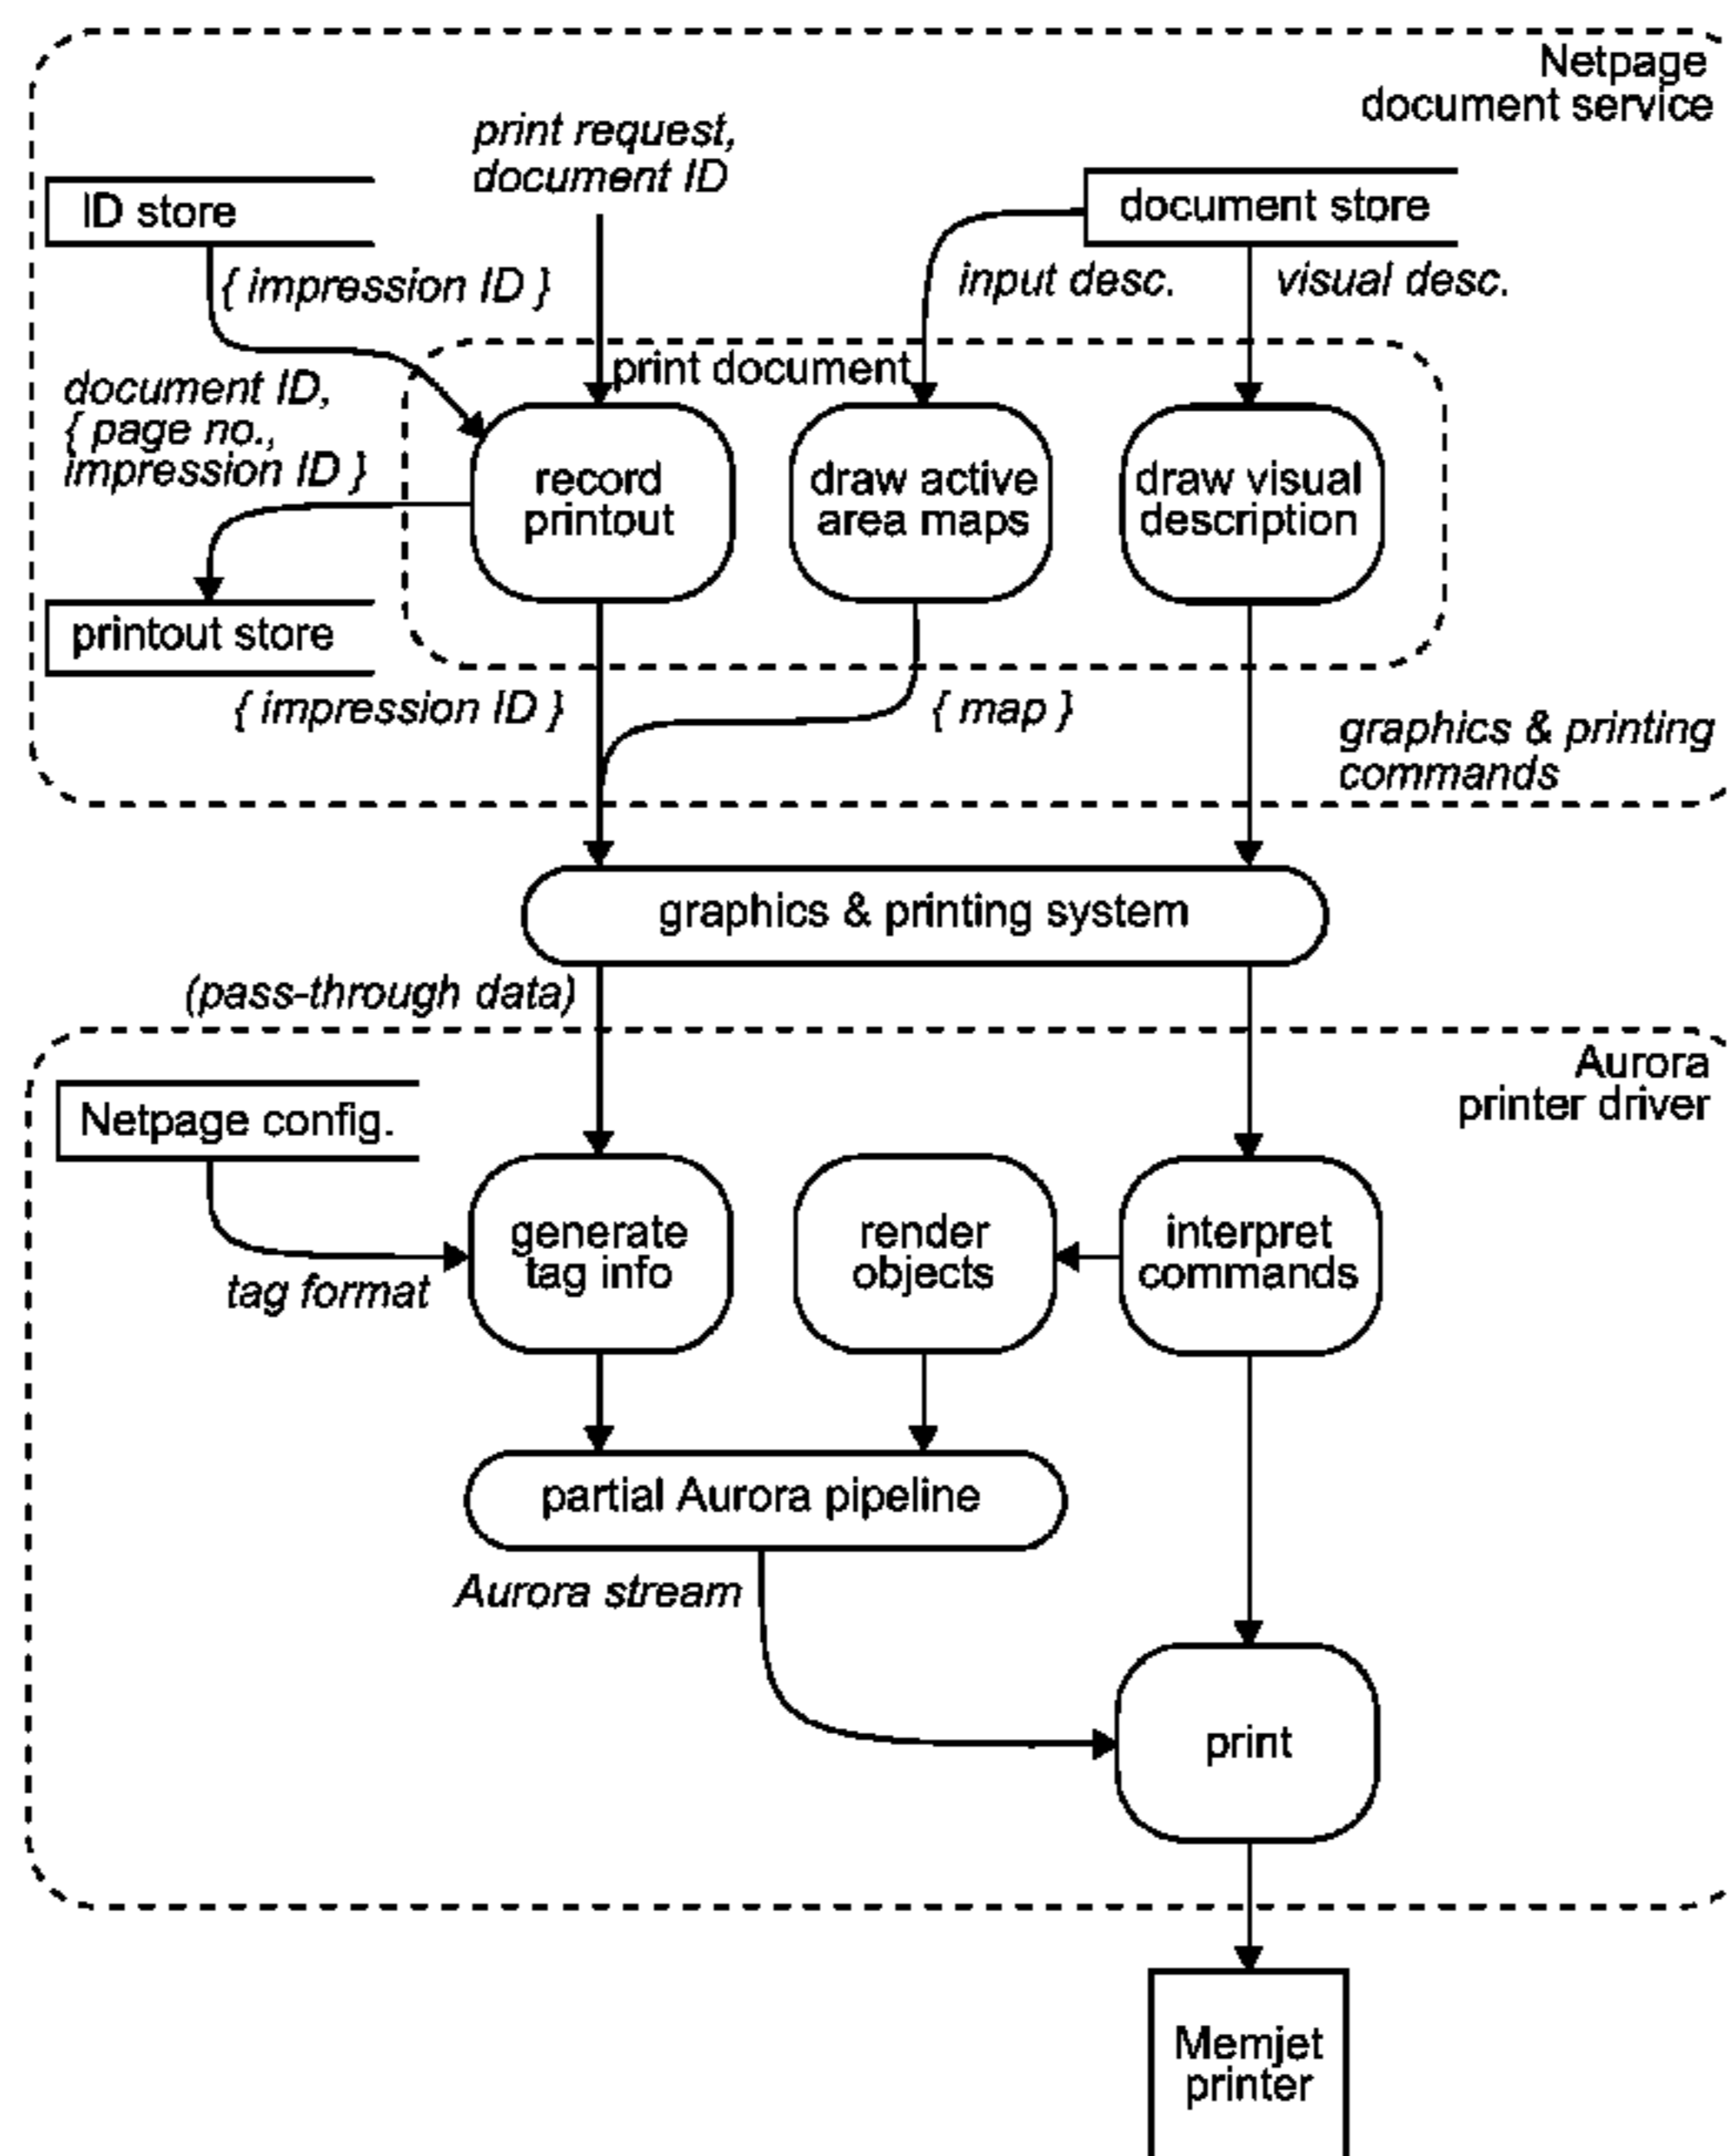 Netpage
document service
print request,
document ID
ID store
document store
{ impression ID }
input desc.
visual desc.
print document
document ID,
{ page no.,
impression ID }
record
printout
draw active
area maps
draw visual
description
printout store
{ impression ID }
{ map }
graphics & printing
commands
graphics & printing system
(pass-through data)
Aurora
printer driver
Netpage config.
generate
tag info
render
objects
interpret
commands
tag format
partial Aurora pipeline
Aurora stream
print
Memjet
printer